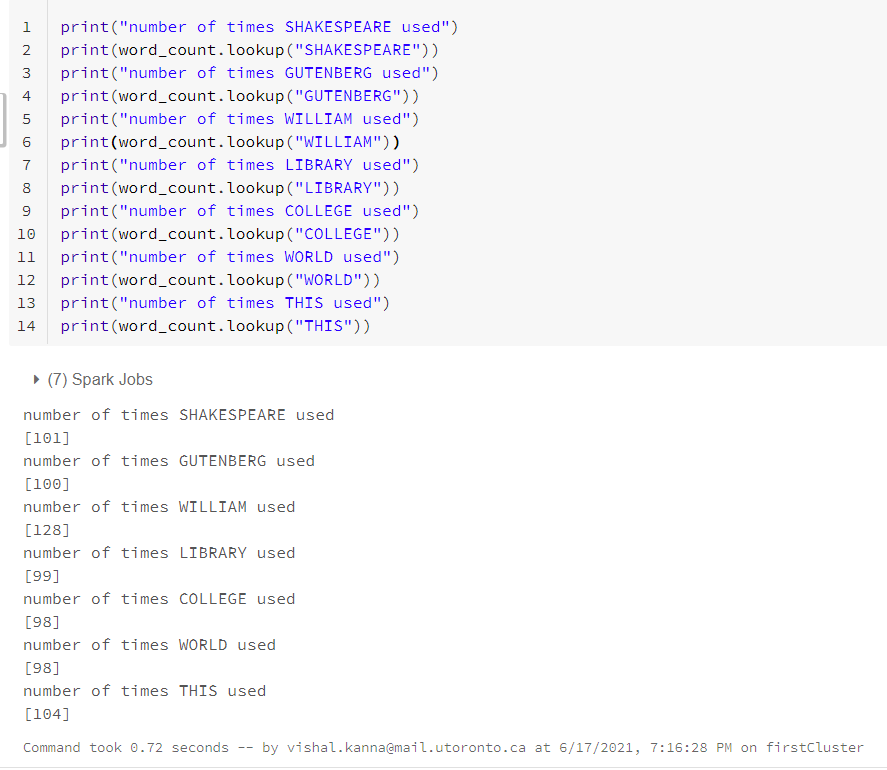 1 print("number of times SHAKESPEARE used")
2 print(word_count.lookup("SHAKESPEARE"))
3 print("number of times GUTENBERG used")
4 print(word_count.lookup("GUTENBERG"))
5 print("number of times WILLIAM used")
6 print(word_count.lookup("WILLIAM"))
7 print("number of times LIBRARY used")
8 print(word_count.lookup("LIBRARY"))
9 print("number of times COLLEGE used")
10 print(word_count.lookup("COLLEGE"))
11 print("number of times WORLD used")
12 print(word_count.lookup("WORLD"))
13 print("number of times THIS used")
14 print(word_count.lookup("THIS"))
(7) Spark Jobs
number of times SHAKESPEARE used
[101]
number of times GUTENBERG used
[100]
number of times WILLIAM used
[128]
number of times LIBRARY used
[99]
number of times COLLEGE used
[98]
number of times WORLD used
[98]
number of times THIS used
[104]
Command took 0.72 seconds -- by vishal.kanna@mail.utoronto.ca at 6/17/2021, 7:16:28 PM on firstCluster